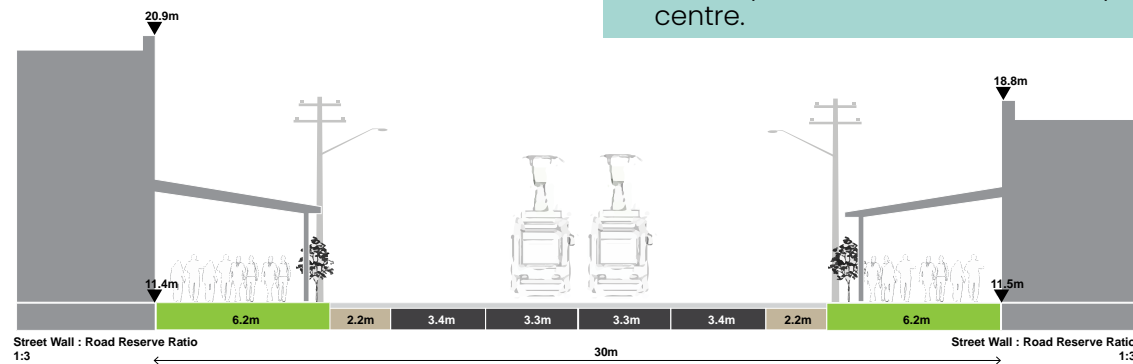 centre.
20.9m
18.8m
11.4m
11.5m
6.2m 2.2m 3.4m 3.3m 3.3m 3.4m 2.2m 6.2m
Street Wall : Road Reserve Ratio
1:3
30m
Street Wall : Road Reserve Ratio
1:3